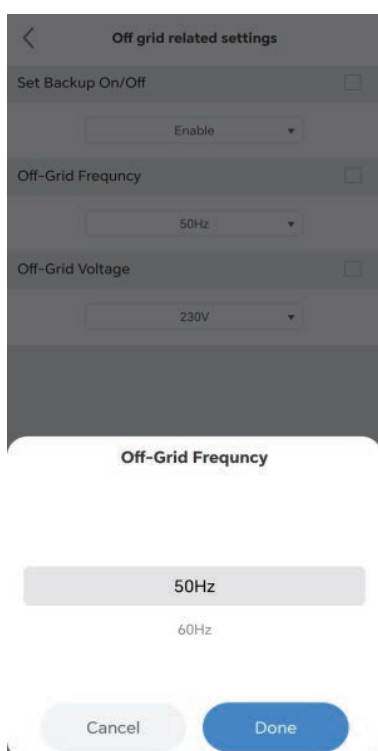 Off grid related settings
Set Backup On/Off
Enable
Off-Grid Frequncy
50Hz
Off-Grid Voltage
230V
Off-Grid Frequncy
50Hz
60Hz
Cancel Done